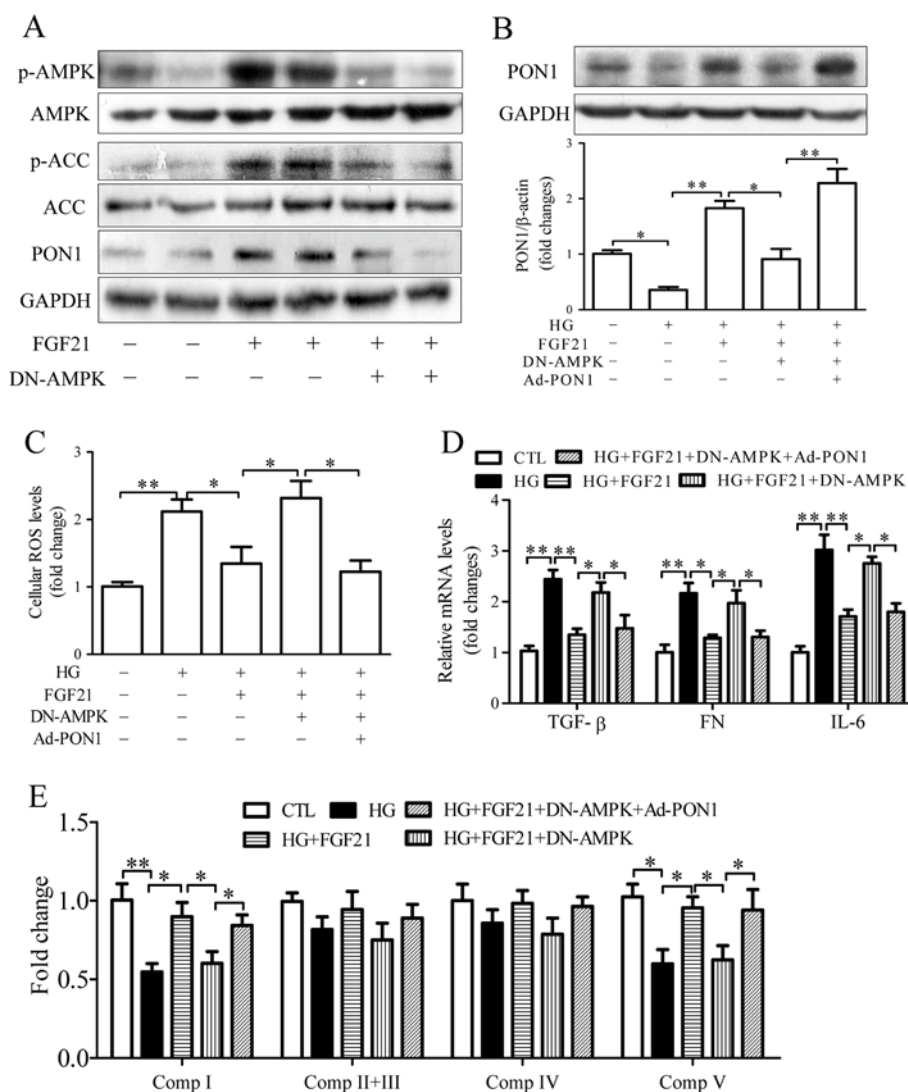 A
p-AMPK
AMPK
p-ACC
ACC
PON1
GAPDH
FGF21 − − + + + +
DN-AMPK − − − − + +
B
PON1
GAPDH
PON1/β-actin
(fold changes)
3
2
1
0
* ** * **
HG − + + + +
FGF21 − − + + +
DN-AMPK − − − + +
Ad-PON1 − − − − +
C
Cellular ROS levels
(fold change)
3
2
1
0
** * * *
HG − + + + +
FGF21 − − + + +
DN-AMPK − − − + +
Ad-PON1 − − − − +
D
CTL HG+FGF21+DN-AMPK+Ad-PON1
HG HG+FGF21 HG+FGF21+DN-AMPK
Relative mRNA levels
(fold changes)
4
3
2
1
0
** ** * * ** * * * ** ** * *
TGF- β FN IL-6
E
CTL HG HG+FGF21+DN-AMPK+Ad-PON1
HG+FGF21 HG+FGF21+DN-AMPK
Fold change
1.5
1.0
0.5
0.0
** * * * * * * *
Comp I Comp II+III Comp IV Comp V